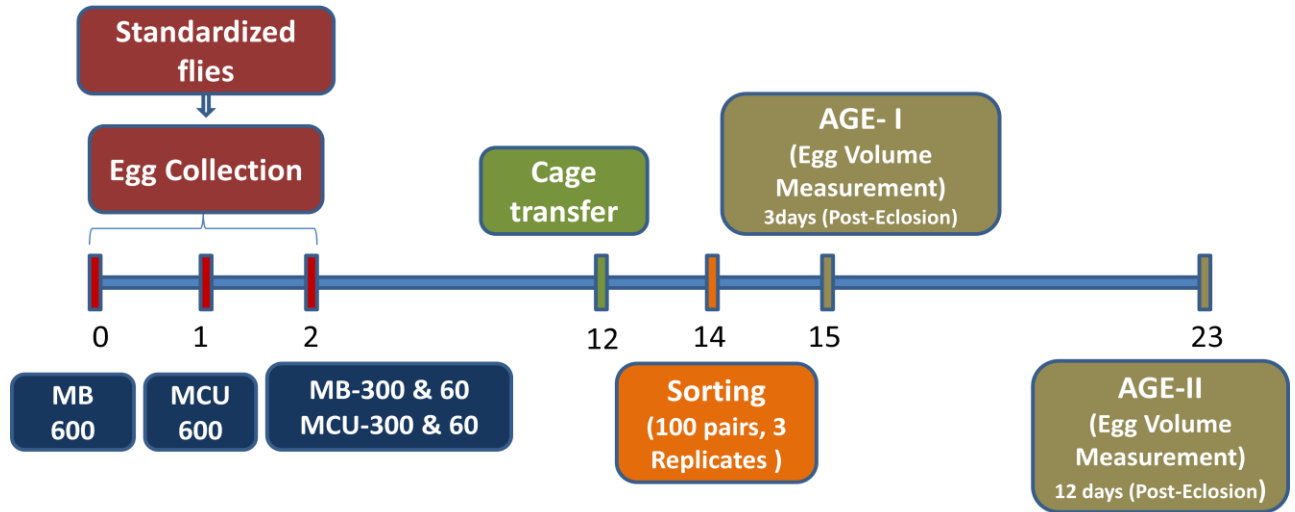 Standardized
flies
Egg Collection
Cage
transfer
AGE- I
(Egg Volume
Measurement)
3days (Post-Eclosion)
0
1
2
12
14
15
23
MB
600
MCU
600
MB-300 & 60
MCU-300 & 60
Sorting
(100 pairs, 3
Replicates )
AGE-II
(Egg Volume
Measurement)
12 days (Post-Eclosion)